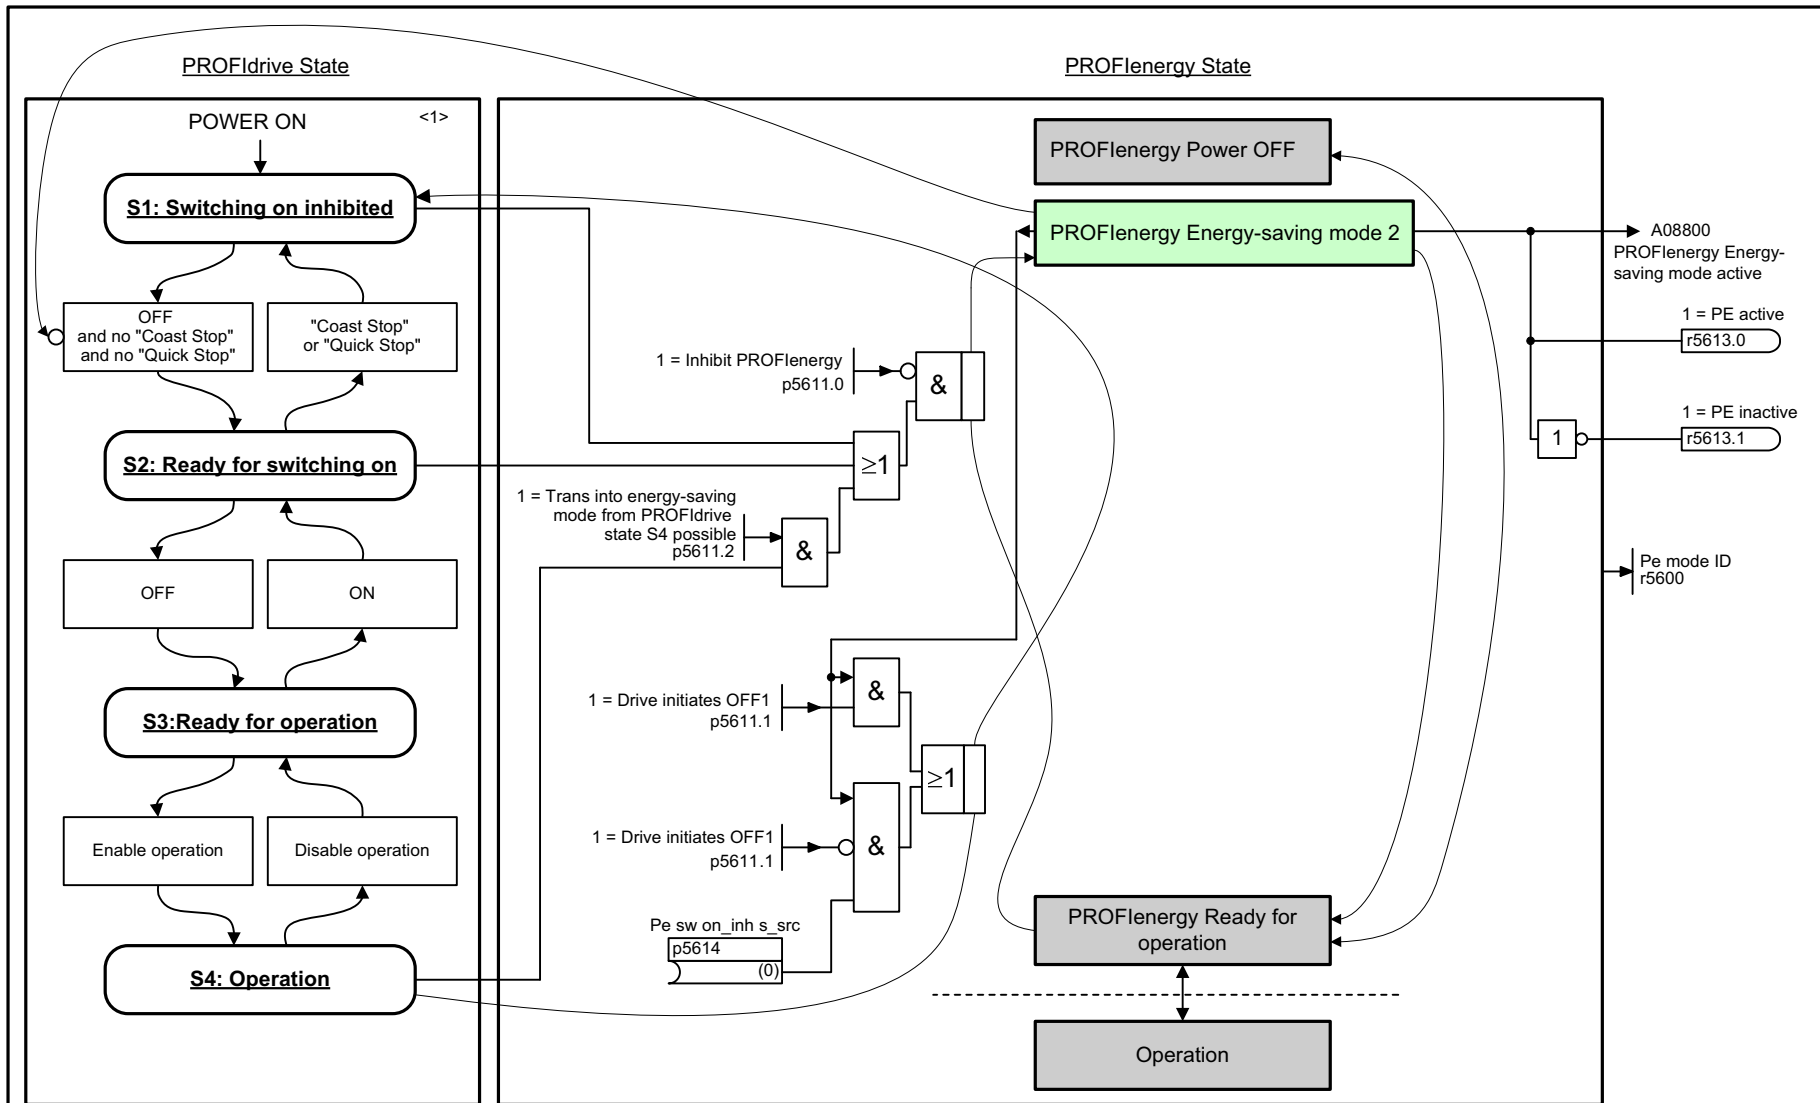 PROFIdrive State
PROFIenergy State
POWER ON
<1>
S1: Switching on inhibited
OFF
and no "Coast Stop"
and no "Quick Stop"
"Coast Stop"
or "Quick Stop"
S2: Ready for switching on
OFF
ON
S3:Ready for operation
Enable operation
Disable operation
S4: Operation
PROFIenergy Power OFF
PROFIenergy Energy-saving mode 2
1 = Inhibit PROFIenergy
p5611.0
&
≥1
1 = Trans into energy-saving
mode from PROFIdrive
state S4 possible
p5611.2
&
1 = Drive initiates OFF1
p5611.1
&
≥1
1 = Drive initiates OFF1
p5611.1
&
Pe sw on_inh s_src
p5614
(0)
PROFIenergy Ready for
operation
Operation
A08800
PROFIenergy Energy-
saving mode active
1 = PE active
r5613.0
1
1 = PE inactive
r5613.1
Pe mode ID
r5600